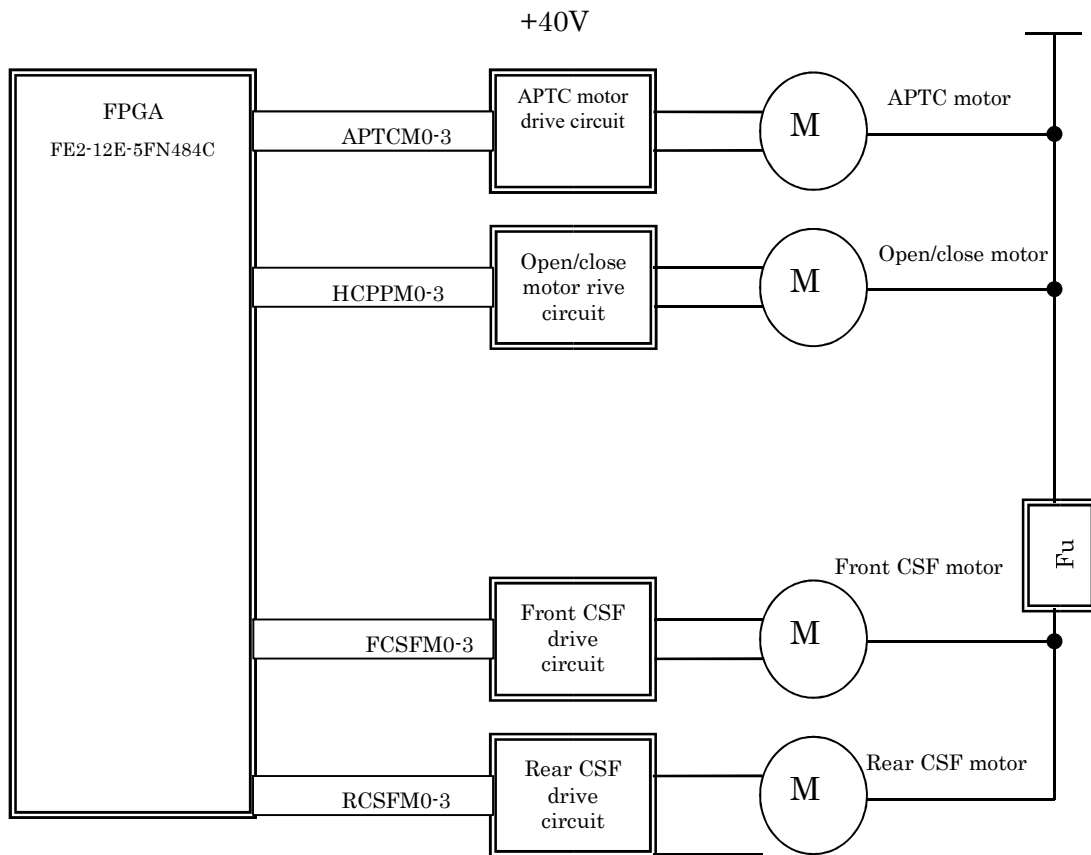 +40V
FPGA
FE2-12E-5FN484C
APTCM0-3
APTC motor
drive circuit
M
APTC motor
HCPPM0-3
Open/close
motor rive
circuit
M
Open/close motor
Fu
FCSFM0-3
Front CSF
drive
circuit
M
Front CSF motor
RCSFM0-3
Rear CSF
drive
circuit
M
Rear CSF motor